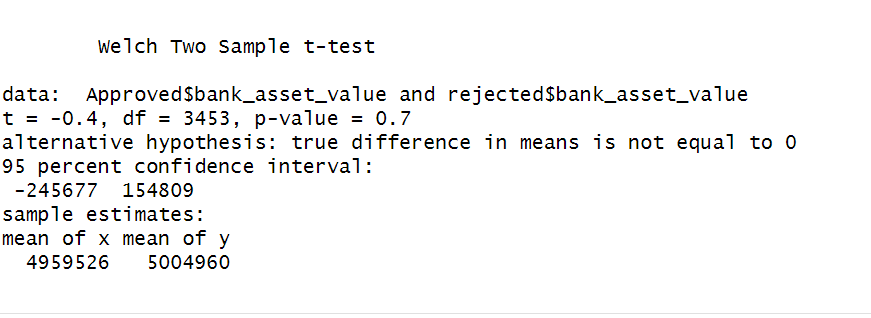 Welch Two Sample t-test
data:  Approved$bank_asset_value and rejected$bank_asset_value
t = -0.4, df = 3453, p-value = 0.7
alternative hypothesis: true difference in means is not equal to 0
95 percent confidence interval:
 -245677  154809
sample estimates:
mean of x mean of y
  4959526   5004960